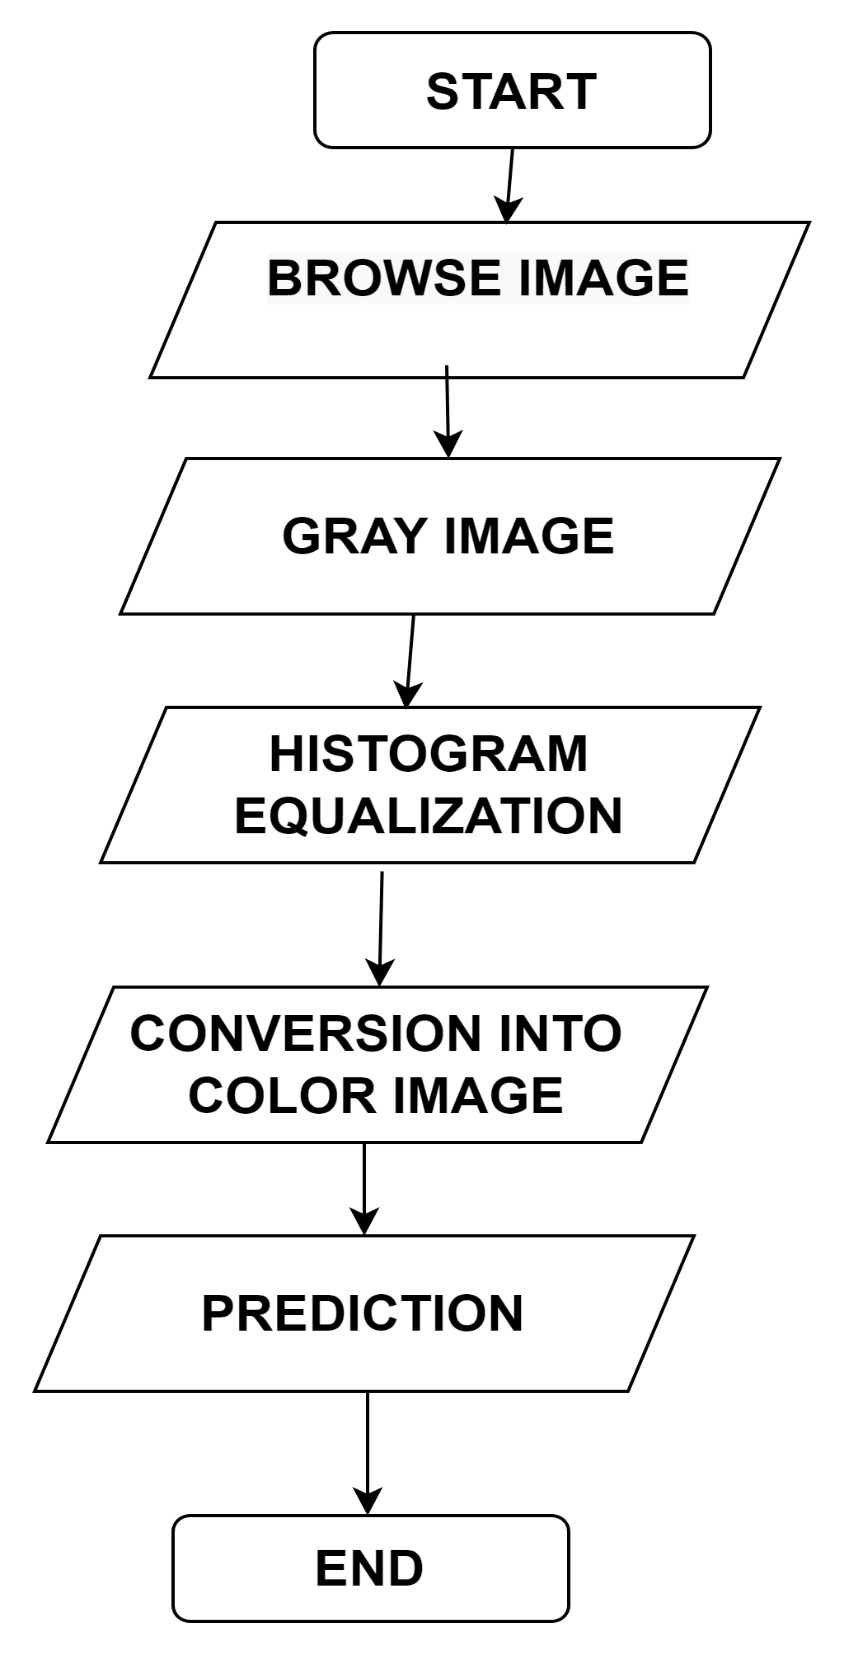 START
BROWSE IMAGE
GRAY IMAGE
HISTOGRAM
EQUALIZATION
CONVERSION INTO
COLOR IMAGE
PREDICTION
END